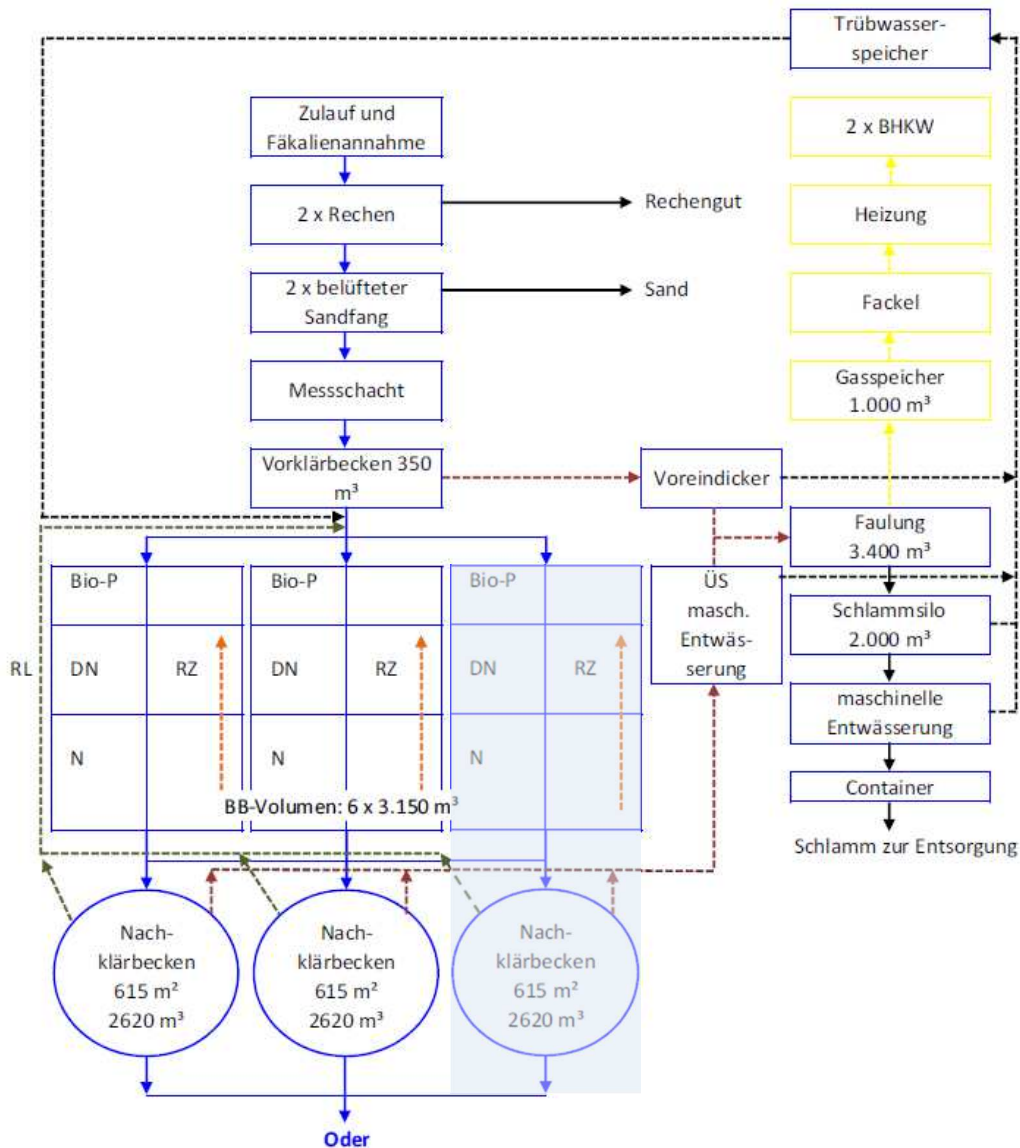 Trübwasser-
speicher
Zulauf und
Fäkalienannahme
2 x BHKW
2 x Rechen
Rechengut
Heizung
2 x belüfteter
Sandfang
Sand
Fackel
Messschacht
Gasspeicher
1.000 m³
Vorklärbecken 350
m³
Voreindicker
Faulung
3.400 m³
Bio-P
Bio-P
Bio-P
ÜS
masch.
Entwäs-
serung
Schlammsilo
2.000 m³
RL
DN
RZ
DN
RZ
DN
RZ
maschinelle
Entwässerung
N
N
N
Container
BB-Volumen: 6 x 3.150 m³
Schlamm zur Entsorgung
Nach-
klärbecken
615 m²
2620 m³
Nach-
klärbecken
615 m²
2620 m³
Nach-
klärbecken
615 m²
2620 m³
Oder